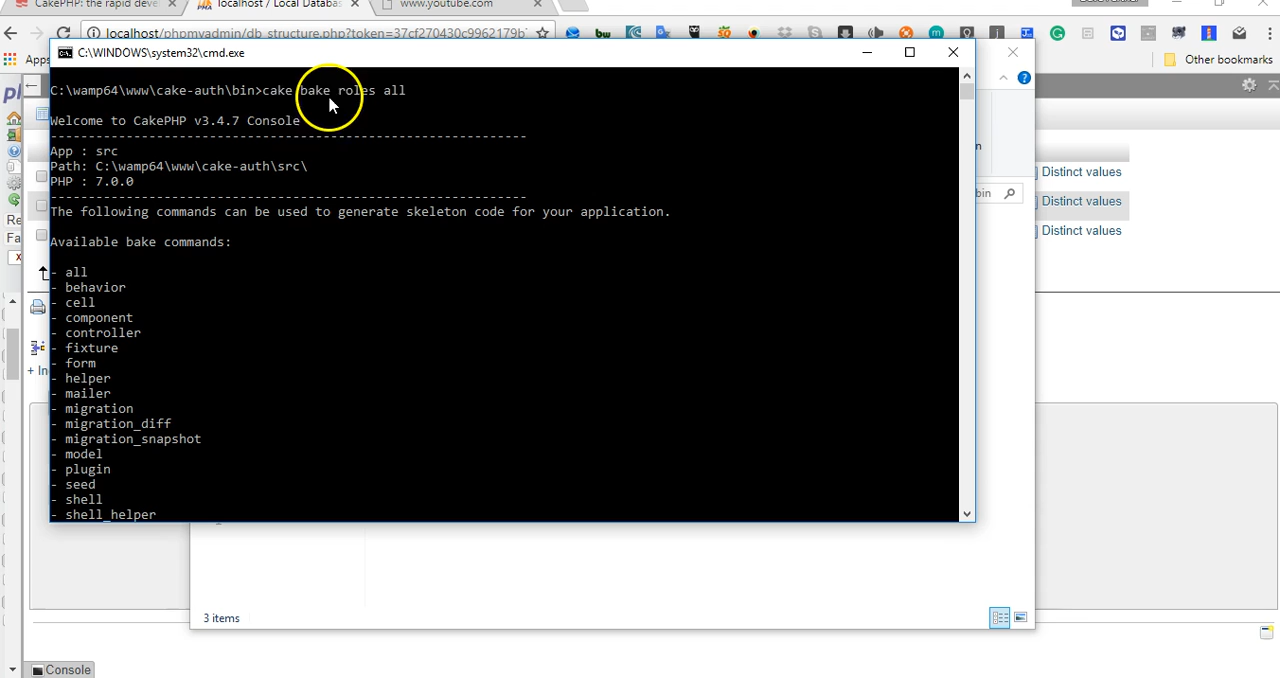 CakePHP: the rapid deve
localhost / Local Databas
www.youtube.com
localhost/phpmyadmin/db_structure.php?token=37cf270430c9962179b
Apps
Other bookmarks
C:\WINDOWS\system32\cmd.exe
C:\wamp64\www\cake-auth\bin>cake bake roles all
Welcome to CakePHP v3.4.7 Console
---------------------------------------------------------------
App : src
Path: C:\wamp64\www\cake-auth\src\
PHP : 7.0.0
---------------------------------------------------------------
The following commands can be used to generate skeleton code for your application.
Available bake commands:
- all
- behavior
- cell
- component
- controller
- fixture
- form
- helper
- mailer
- migration
- migration_diff
- migration_snapshot
- model
- plugin
- seed
- shell
- shell_helper
bin
Distinct values
Distinct values
Distinct values
Re
Fa
+ In
3 items
Console